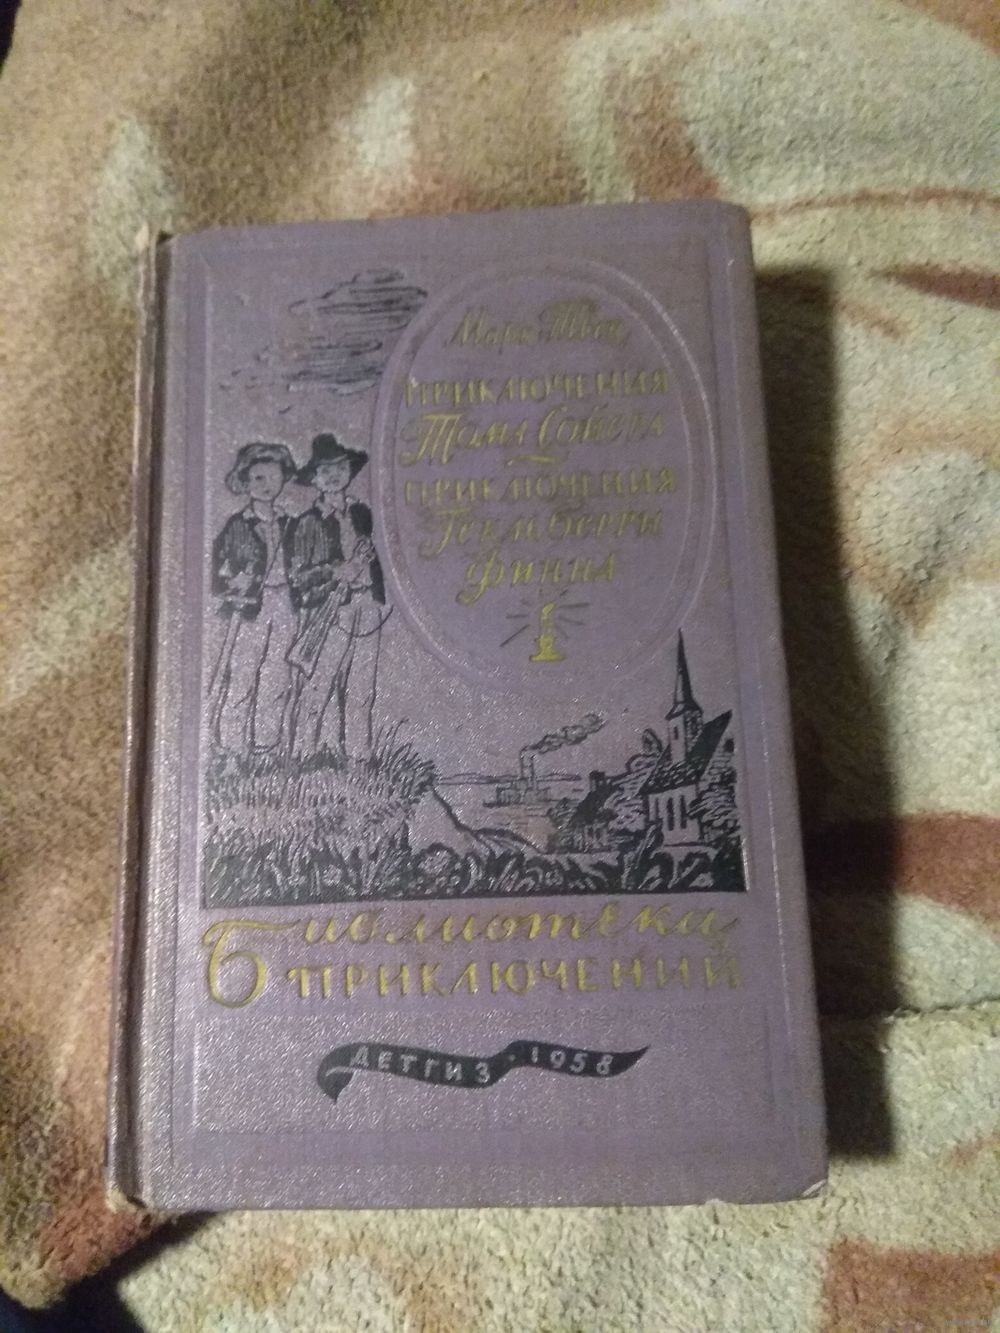 Марк Твен
ПРИКЛЮЧЕНИЯ
Тома Сойера
ПРИКЛЮЧЕНИЯ
Гекльберри
Финна
Библиотека
ПРИКЛЮЧЕНИЙ
ДЕТГИЗ · 1958